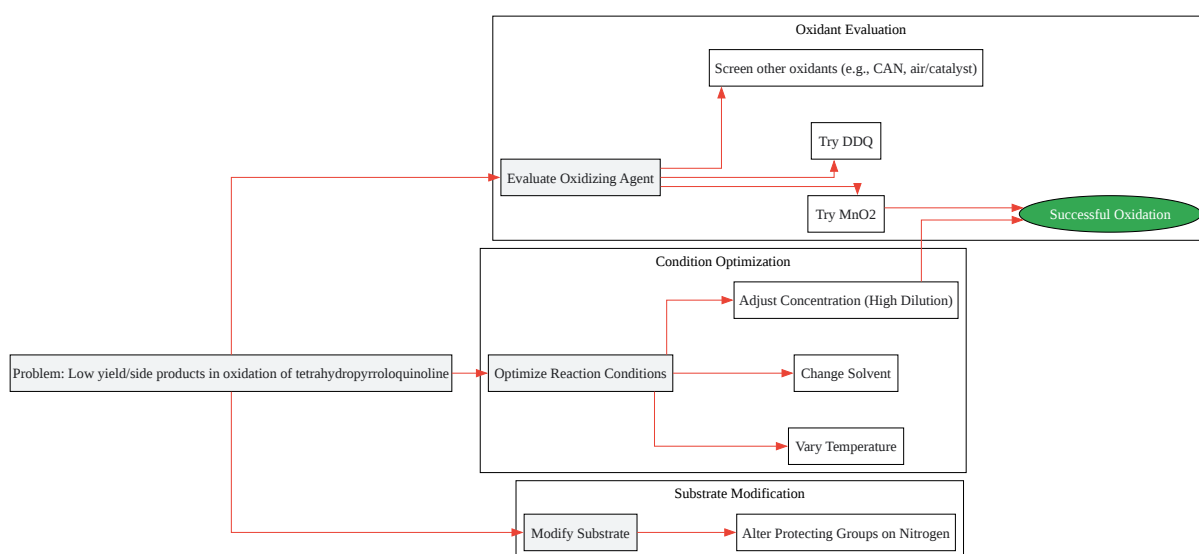 Oxidant Evaluation
Screen other oxidants (e.g., CAN, air/catalyst)
Try DDQ
Evaluate Oxidizing Agent
Try MnO2
Successful Oxidation
Condition Optimization
Adjust Concentration (High Dilution)
Problem: Low yield/side products in oxidation of tetrahydropyrroloquinoline
Optimize Reaction Conditions
Change Solvent
Vary Temperature
Substrate Modification
Modify Substrate
Alter Protecting Groups on Nitrogen